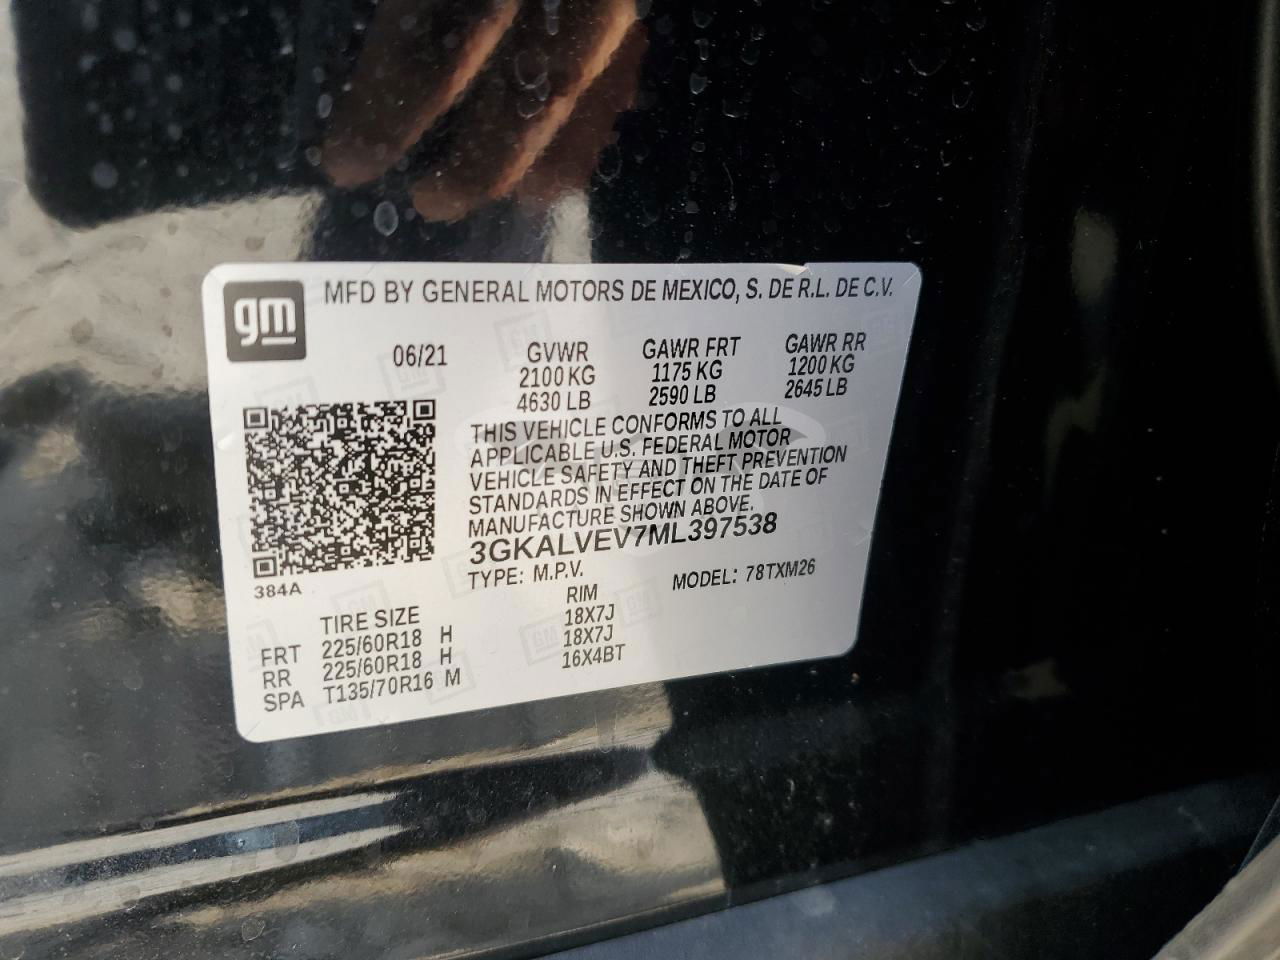 gm
MFD BY GENERAL MOTORS DE MEXICO, S. DE R.L. DE C.V.
06/21 GVWR GAWR FRT GAWR RR
2100 KG 1175 KG 1200 KG
4630 LB 2590 LB 2645 LB
THIS VEHICLE CONFORMS TO ALL
APPLICABLE U.S. FEDERAL MOTOR
VEHICLE SAFETY AND THEFT PREVENTION
STANDARDS IN EFFECT ON THE DATE OF
MANUFACTURE SHOWN ABOVE.
3GKALVEV7ML397538
TYPE: M.P.V. MODEL: 78TXM26
384A
TIRE SIZE RIM
FRT 225/60R18 H 18X7J
RR 225/60R18 H 18X7J
SPA T135/70R16 M 16X4BT